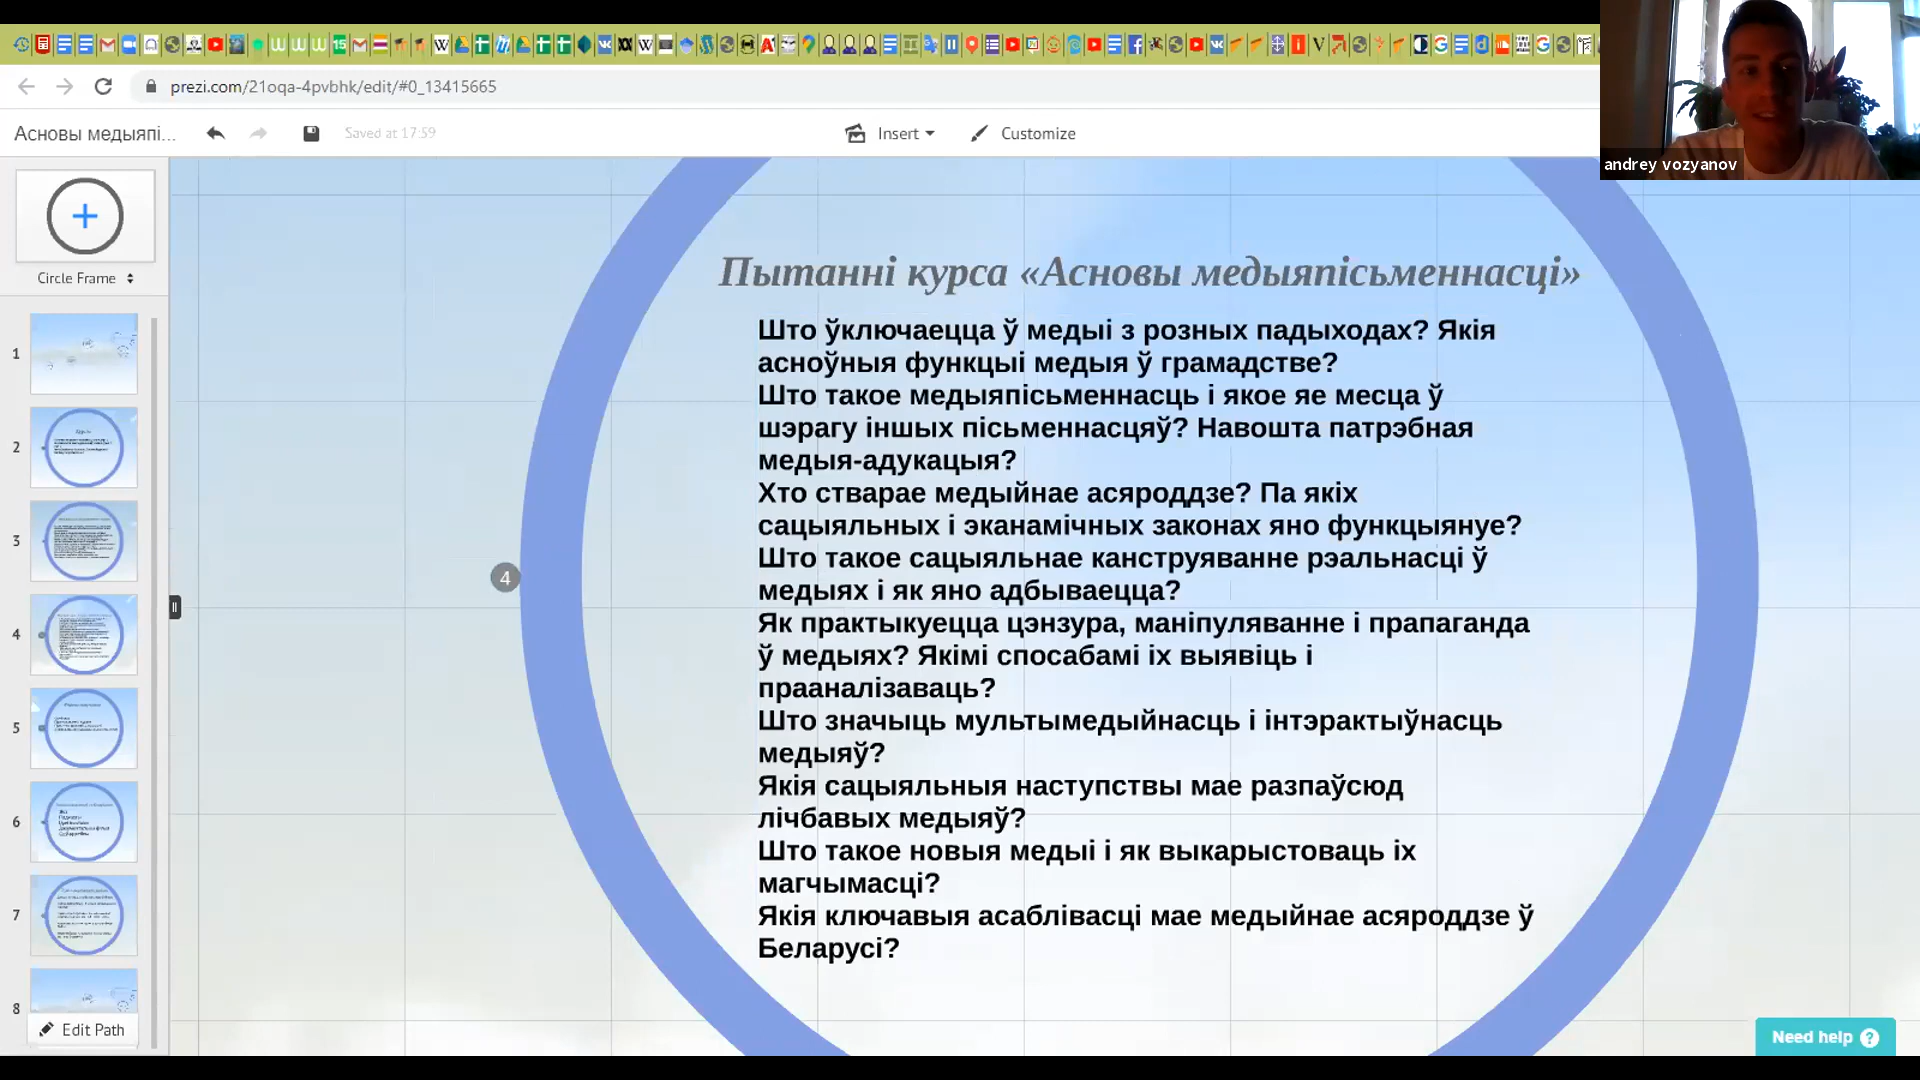 prezi.com/21oqa-4pvbhk/edit/#0_13415665
Асновы медыяпі...
Saved at 17:59
Insert
Customize
andrey vozyanov
Circle Frame
1
2
3
4
5
6
7
8
Edit Path
4
Пытанні курса «Асновы медыяпісьменнасці»
Што ўключаецца ў медыі з розных падыходах? Якія
асноўныя функцыі медыя ў грамадстве?
Што такое медыяпісьменнасць і якое яе месца ў
шэрагу іншых пісьменнасцяў? Навошта патрэбная
медыя-адукацыя?
Хто стварае медыйнае асяроддзе? Па якіх
сацыяльных і эканамічных законах яно функцыянуе?
Што такое сацыяльнае канструяванне рэальнасці ў
медыях і як яно адбываецца?
Як практыкуецца цэнзура, маніпуляванне і прапаганда
ў медыях? Якімі спосабамі іх выявіць і
прааналізаваць?
Што значыць мультымедыйнасць і інтэрактыўнасць
медыяў?
Якія сацыяльныя наступствы мае разпаўсюд
лічбавых медыяў?
Што такое новыя медыі і як выкарыстоваць іх
магчымасці?
Якія ключавыя асаблівасці мае медыйнае асяроддзе ў
Беларусі?
Need help ?